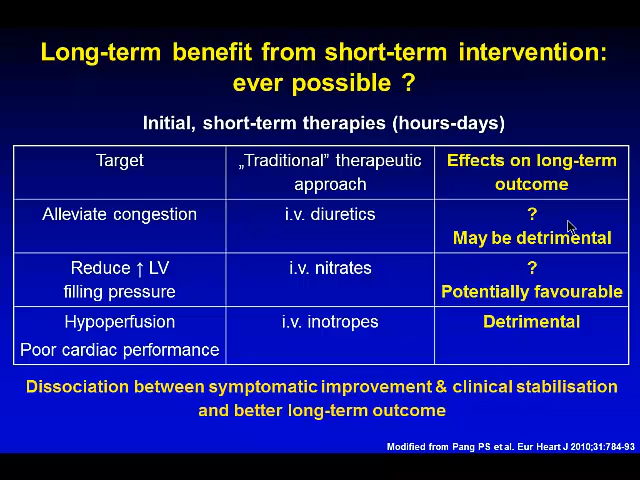 Long-term benefit from short-term intervention:
ever possible ?
Initial, short-term therapies (hours-days)
Target
„Traditional” therapeutic
approach
Effects on long-term
outcome
Alleviate congestion
i.v. diuretics
?
May be detrimental
Reduce ↑ LV
filling pressure
i.v. nitrates
?
Potentially favourable
Hypoperfusion
Poor cardiac performance
i.v. inotropes
Detrimental
Dissociation between symptomatic improvement & clinical stabilisation
and better long-term outcome
Modified from Pang PS et al. Eur Heart J 2010;31:784-93